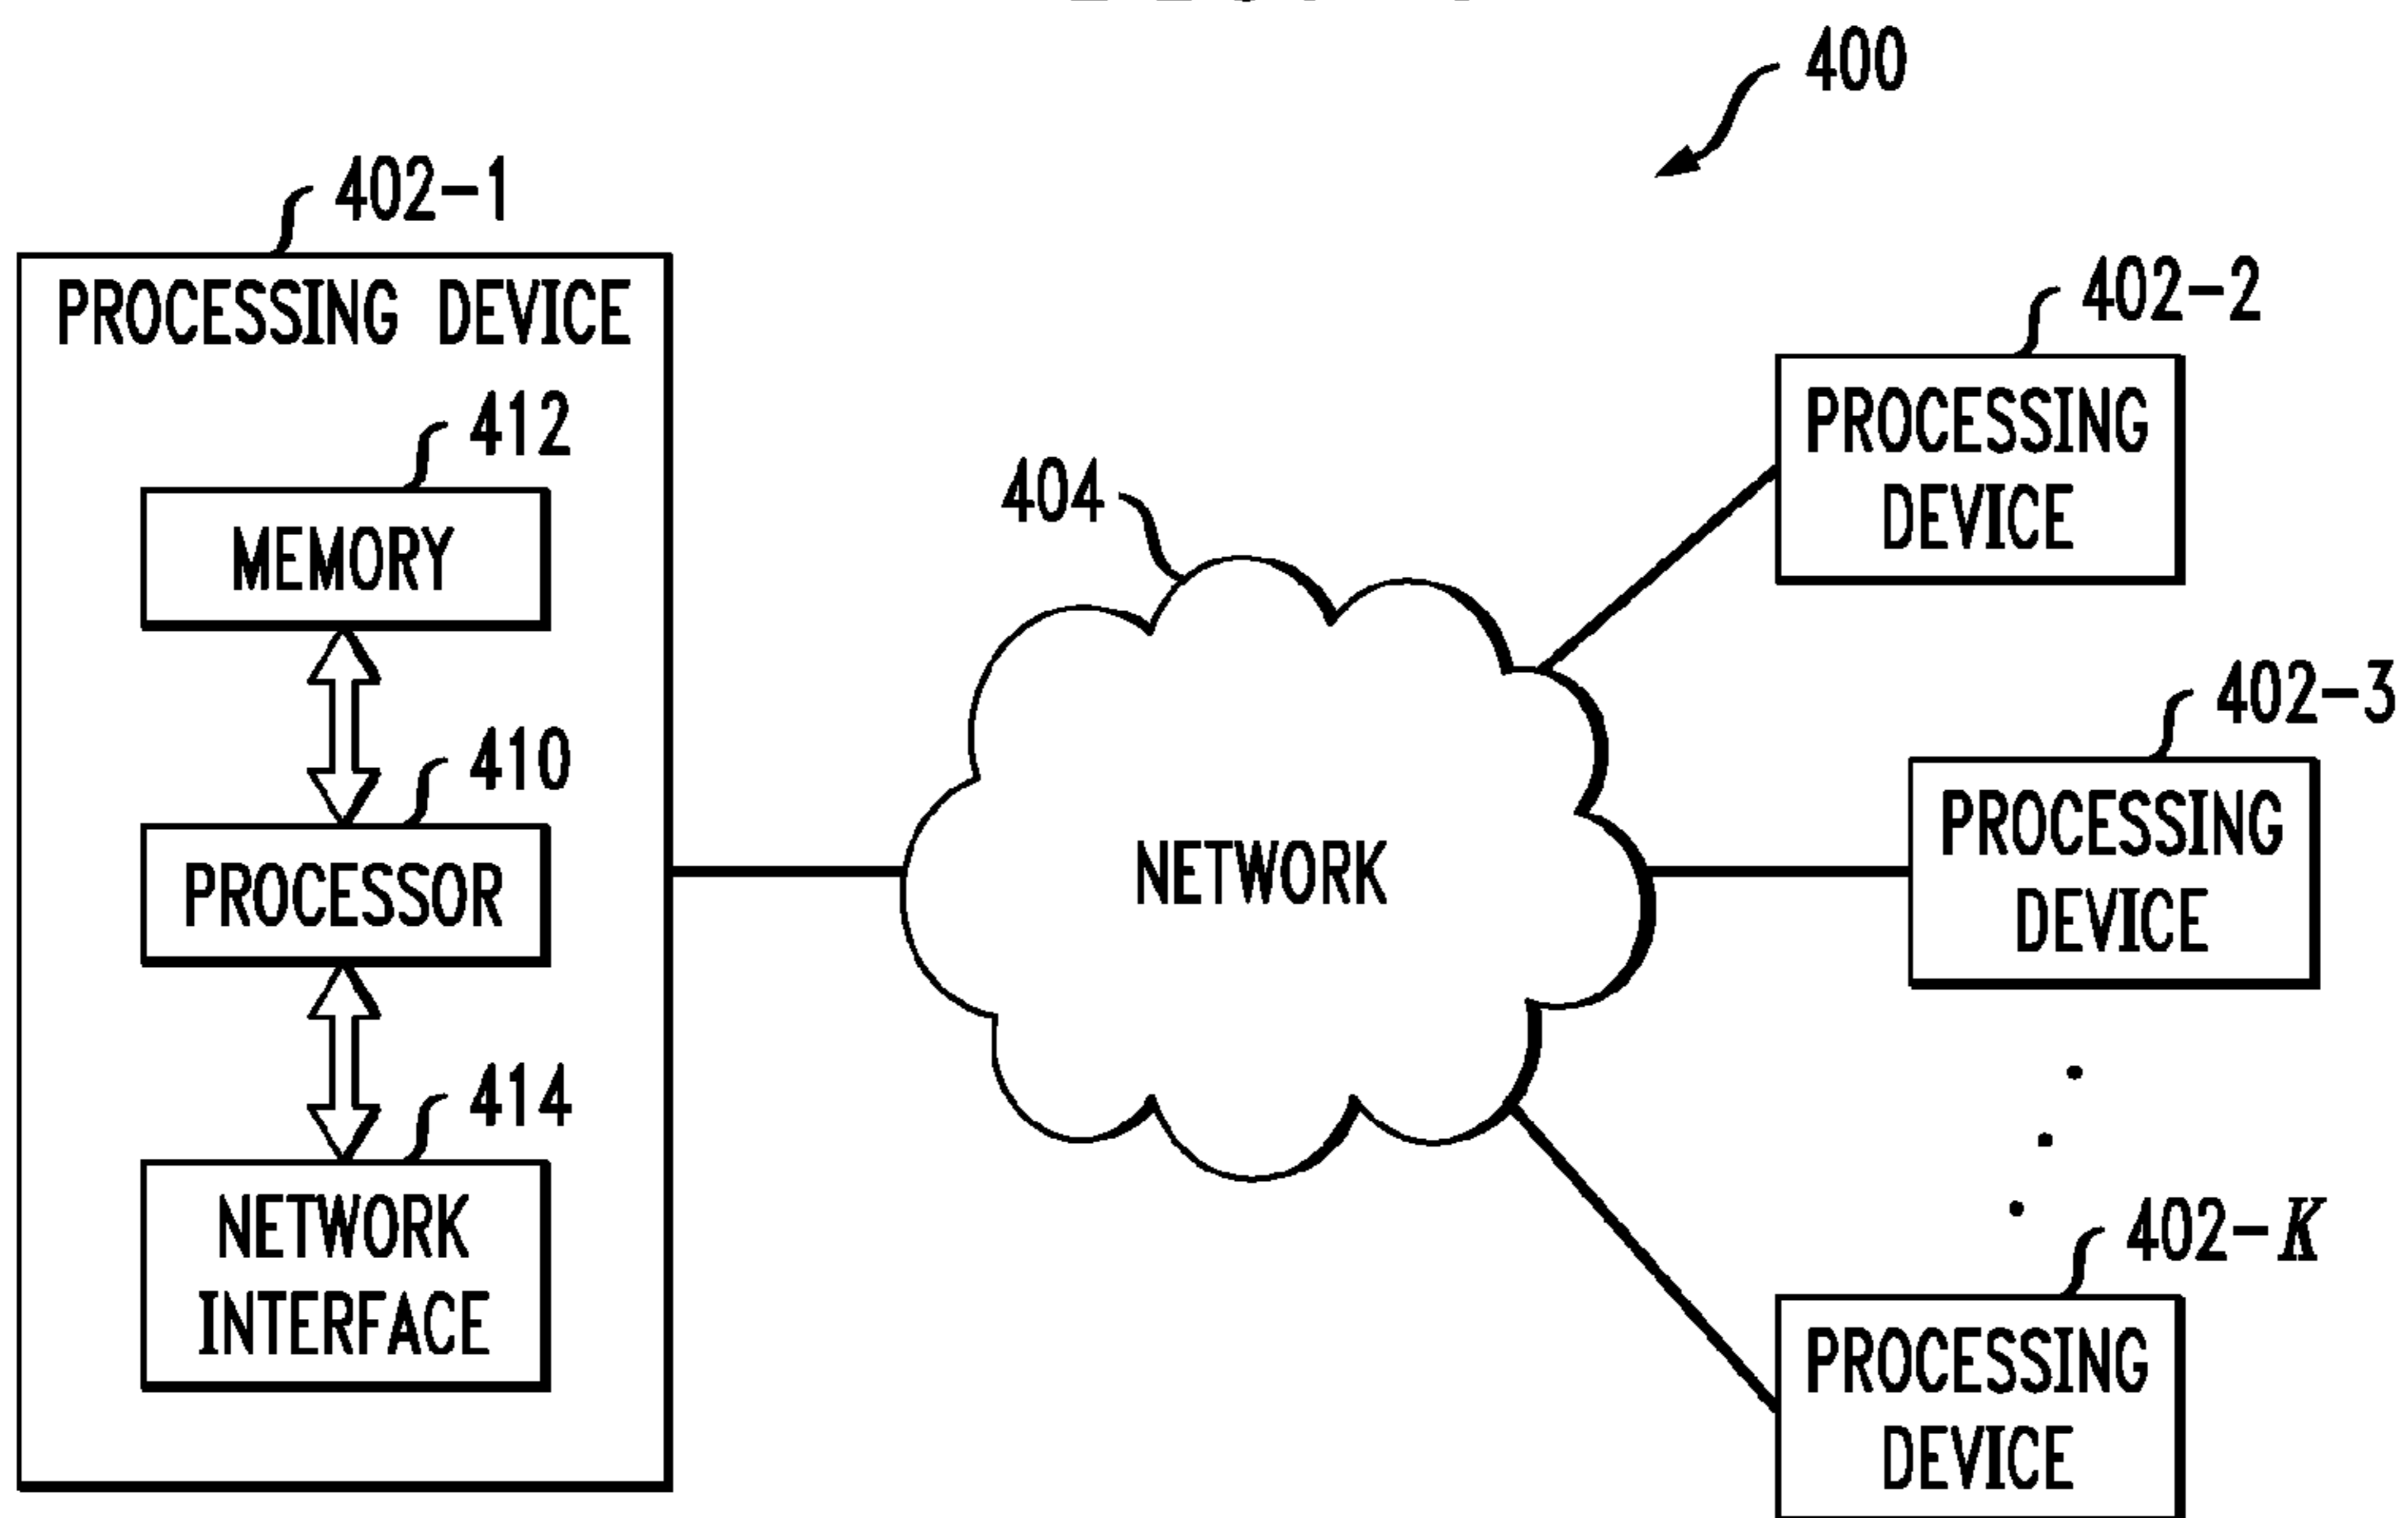 400
402-1
PROCESSING DEVICE
412
MEMORY
410
PROCESSOR
414
NETWORK
INTERFACE
404
NETWORK
402-2
PROCESSING
DEVICE
402-3
PROCESSING
DEVICE
402-K
PROCESSING
DEVICE